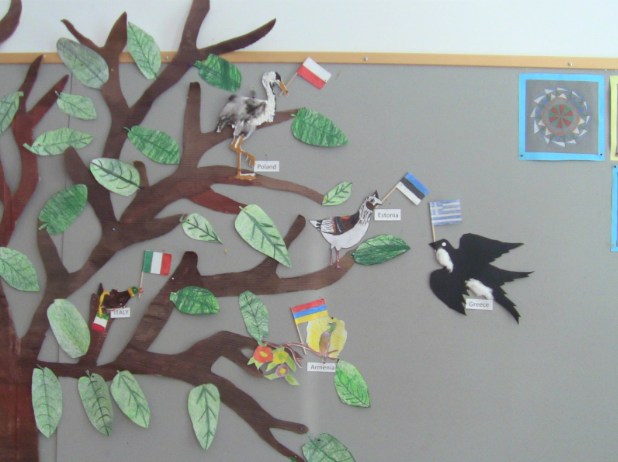 Poland
Estonia
Greece
ITALY
Armenia